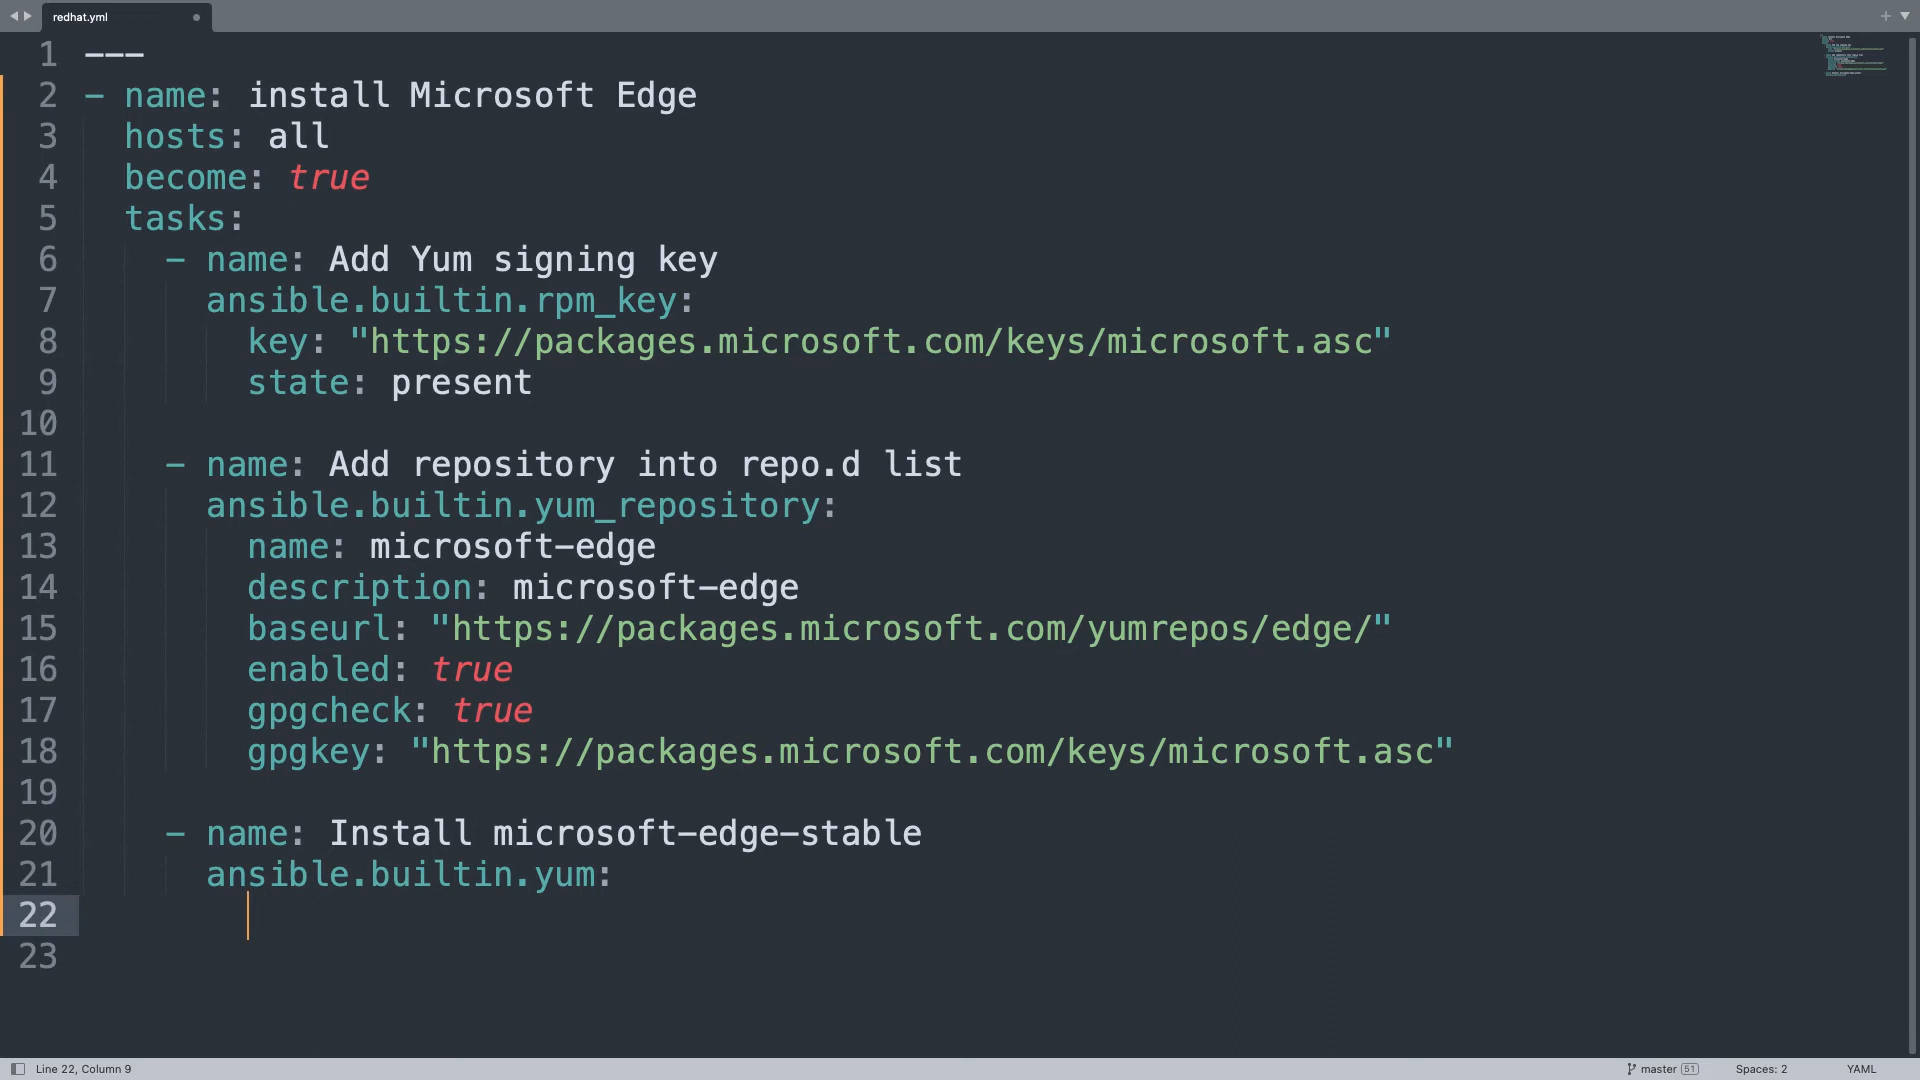 redhat.yml
1 ---
2 - name: install Microsoft Edge
3 hosts: all
4 become: true
5 tasks:
6 - name: Add Yum signing key
7 ansible.builtin.rpm_key:
8 key: "https://packages.microsoft.com/keys/microsoft.asc"
9 state: present
10
11 - name: Add repository into repo.d list
12 ansible.builtin.yum_repository:
13 name: microsoft-edge
14 description: microsoft-edge
15 baseurl: "https://packages.microsoft.com/yumrepos/edge/"
16 enabled: true
17 gpgcheck: true
18 gpgkey: "https://packages.microsoft.com/keys/microsoft.asc"
19
20 - name: Install microsoft-edge-stable
21 ansible.builtin.yum:
22
23
Line 22, Column 9 master 51 Spaces: 2 YAML